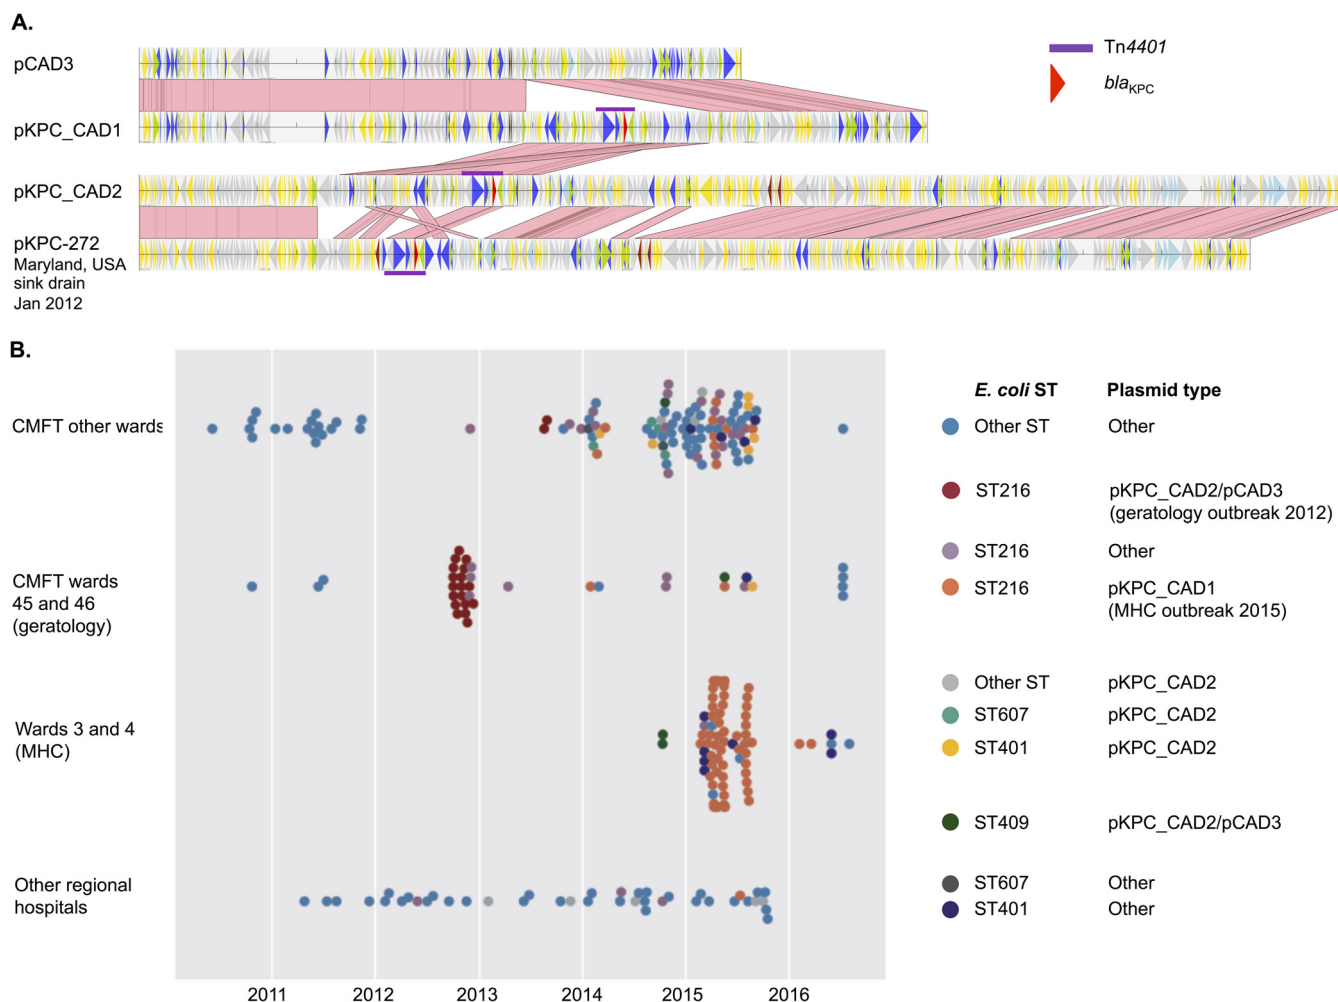 A.
pCAD3
pKPC_CAD1
pKPC_CAD2
pKPC-272
Maryland, USA
sink drain
Jan 2012
Tn4401
blaKPC
B.
CMFT other wards
CMFT wards
45 and 46
(geratology)
Wards 3 and 4
(MHC)
Other regional
hospitals
2011 2012 2013 2014 2015 2016
E. coli ST Plasmid type
Other ST Other
ST216 pKPC_CAD2/pCAD3
(geratology outbreak 2012)
ST216 Other
ST216 pKPC_CAD1
(MHC outbreak 2015)
Other ST pKPC_CAD2
ST607 pKPC_CAD2
ST401 pKPC_CAD2
ST409 pKPC_CAD2/pCAD3
ST607 Other
ST401 Other